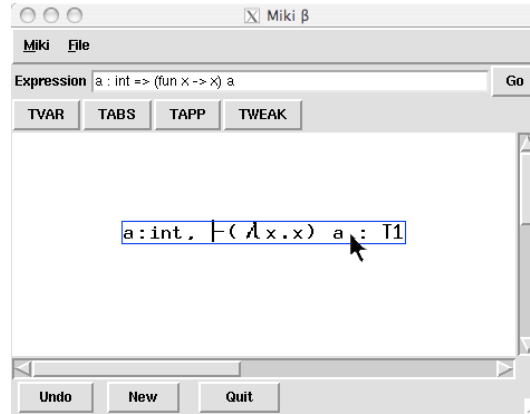 Miki β
Miki File
Expression a : int => (fun x -> x) a Go
TVAR TABS TAPP TWEAK
a:int, ⊢(λx.x) a : T1
Undo New Quit